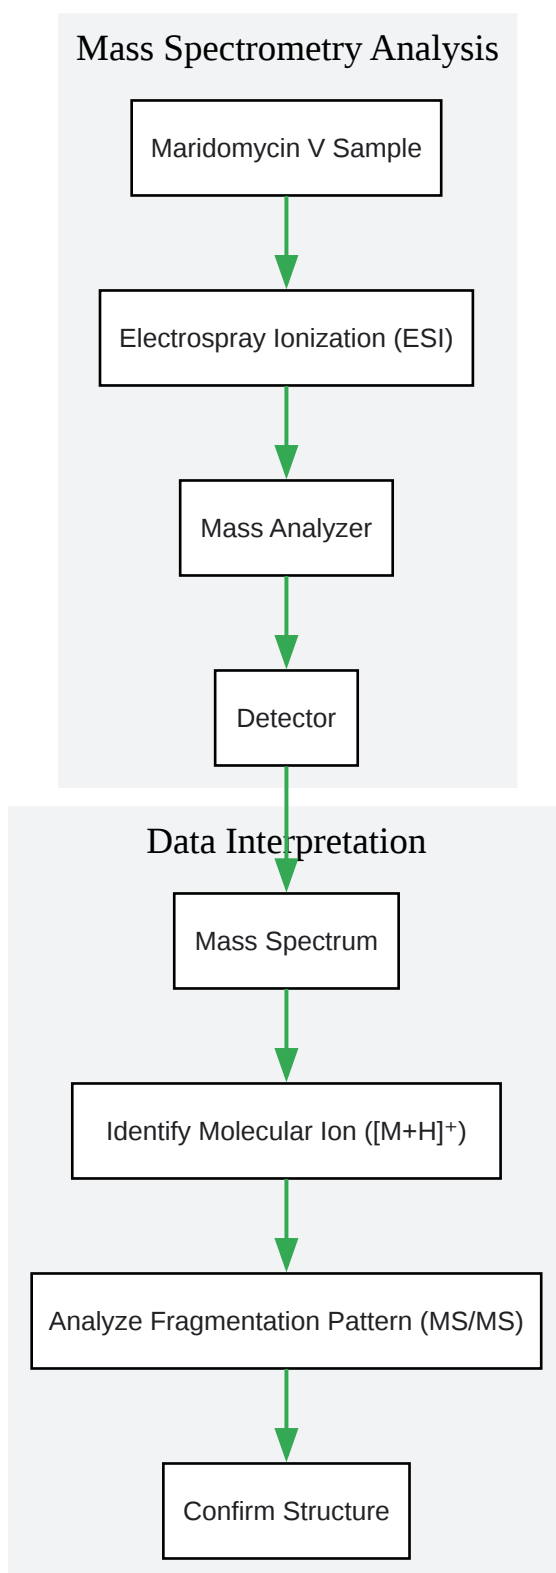 Mass Spectrometry Analysis
Maridomycin V Sample
Electrospray Ionization (ESI)
Mass Analyzer
Detector
Data Interpretation
Mass Spectrum
Identify Molecular Ion ([M+H]⁺)
Analyze Fragmentation Pattern (MS/MS)
Confirm Structure